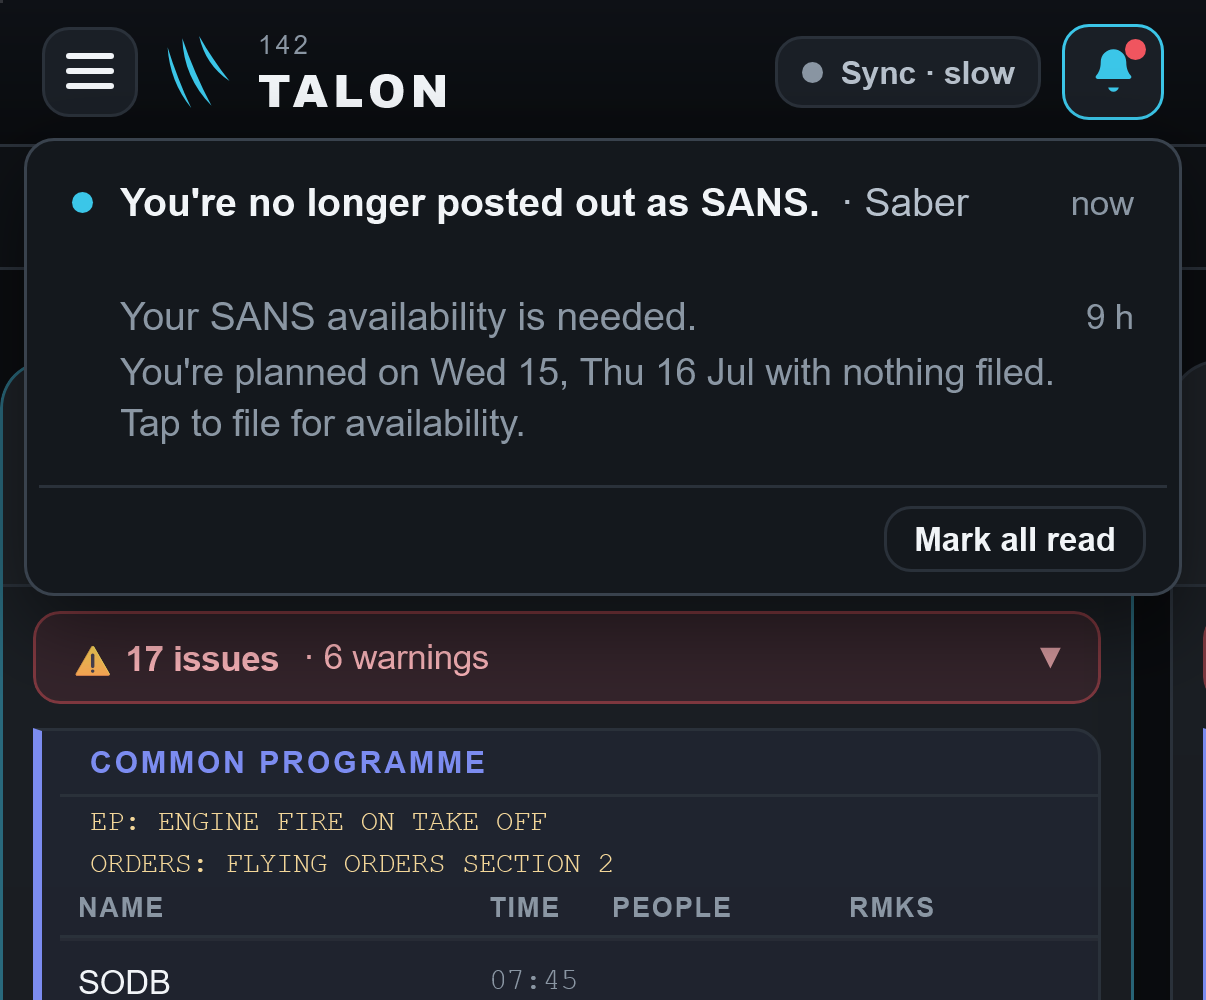 142
TALON
Sync · slow
You're no longer posted out as SANS. · Saber now
Your SANS availability is needed. 9 h
You're planned on Wed 15, Thu 16 Jul with nothing filed.
Tap to file for availability.
Mark all read
17 issues · 6 warnings
COMMON PROGRAMME
EP: ENGINE FIRE ON TAKE OFF
ORDERS: FLYING ORDERS SECTION 2
NAME TIME PEOPLE RMKS
SODB 07:45